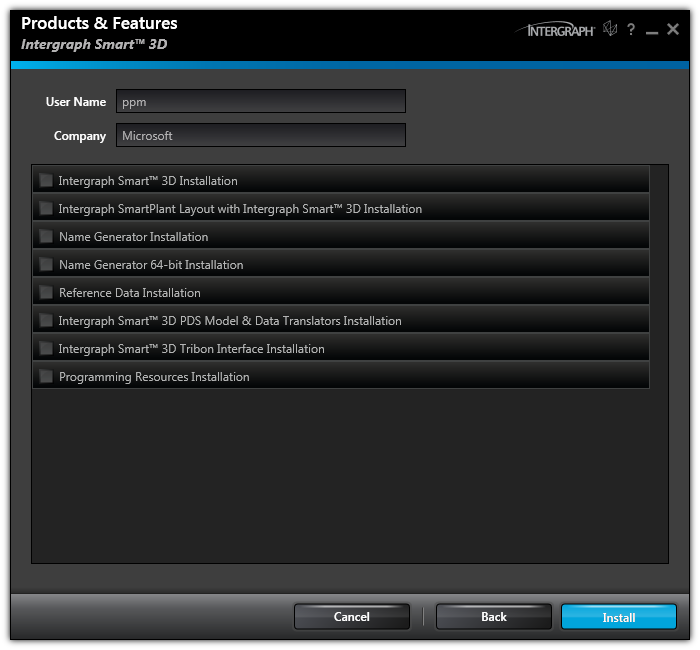 Products & Features
Intergraph Smart™ 3D
INTERGRAPH
?
User Name ppm
Company Microsoft
Intergraph Smart™ 3D Installation
Intergraph SmartPlant Layout with Intergraph Smart™ 3D Installation
Name Generator Installation
Name Generator 64-bit Installation
Reference Data Installation
Intergraph Smart™ 3D PDS Model & Data Translators Installation
Intergraph Smart™ 3D Tribon Interface Installation
Programming Resources Installation
Cancel Back Install